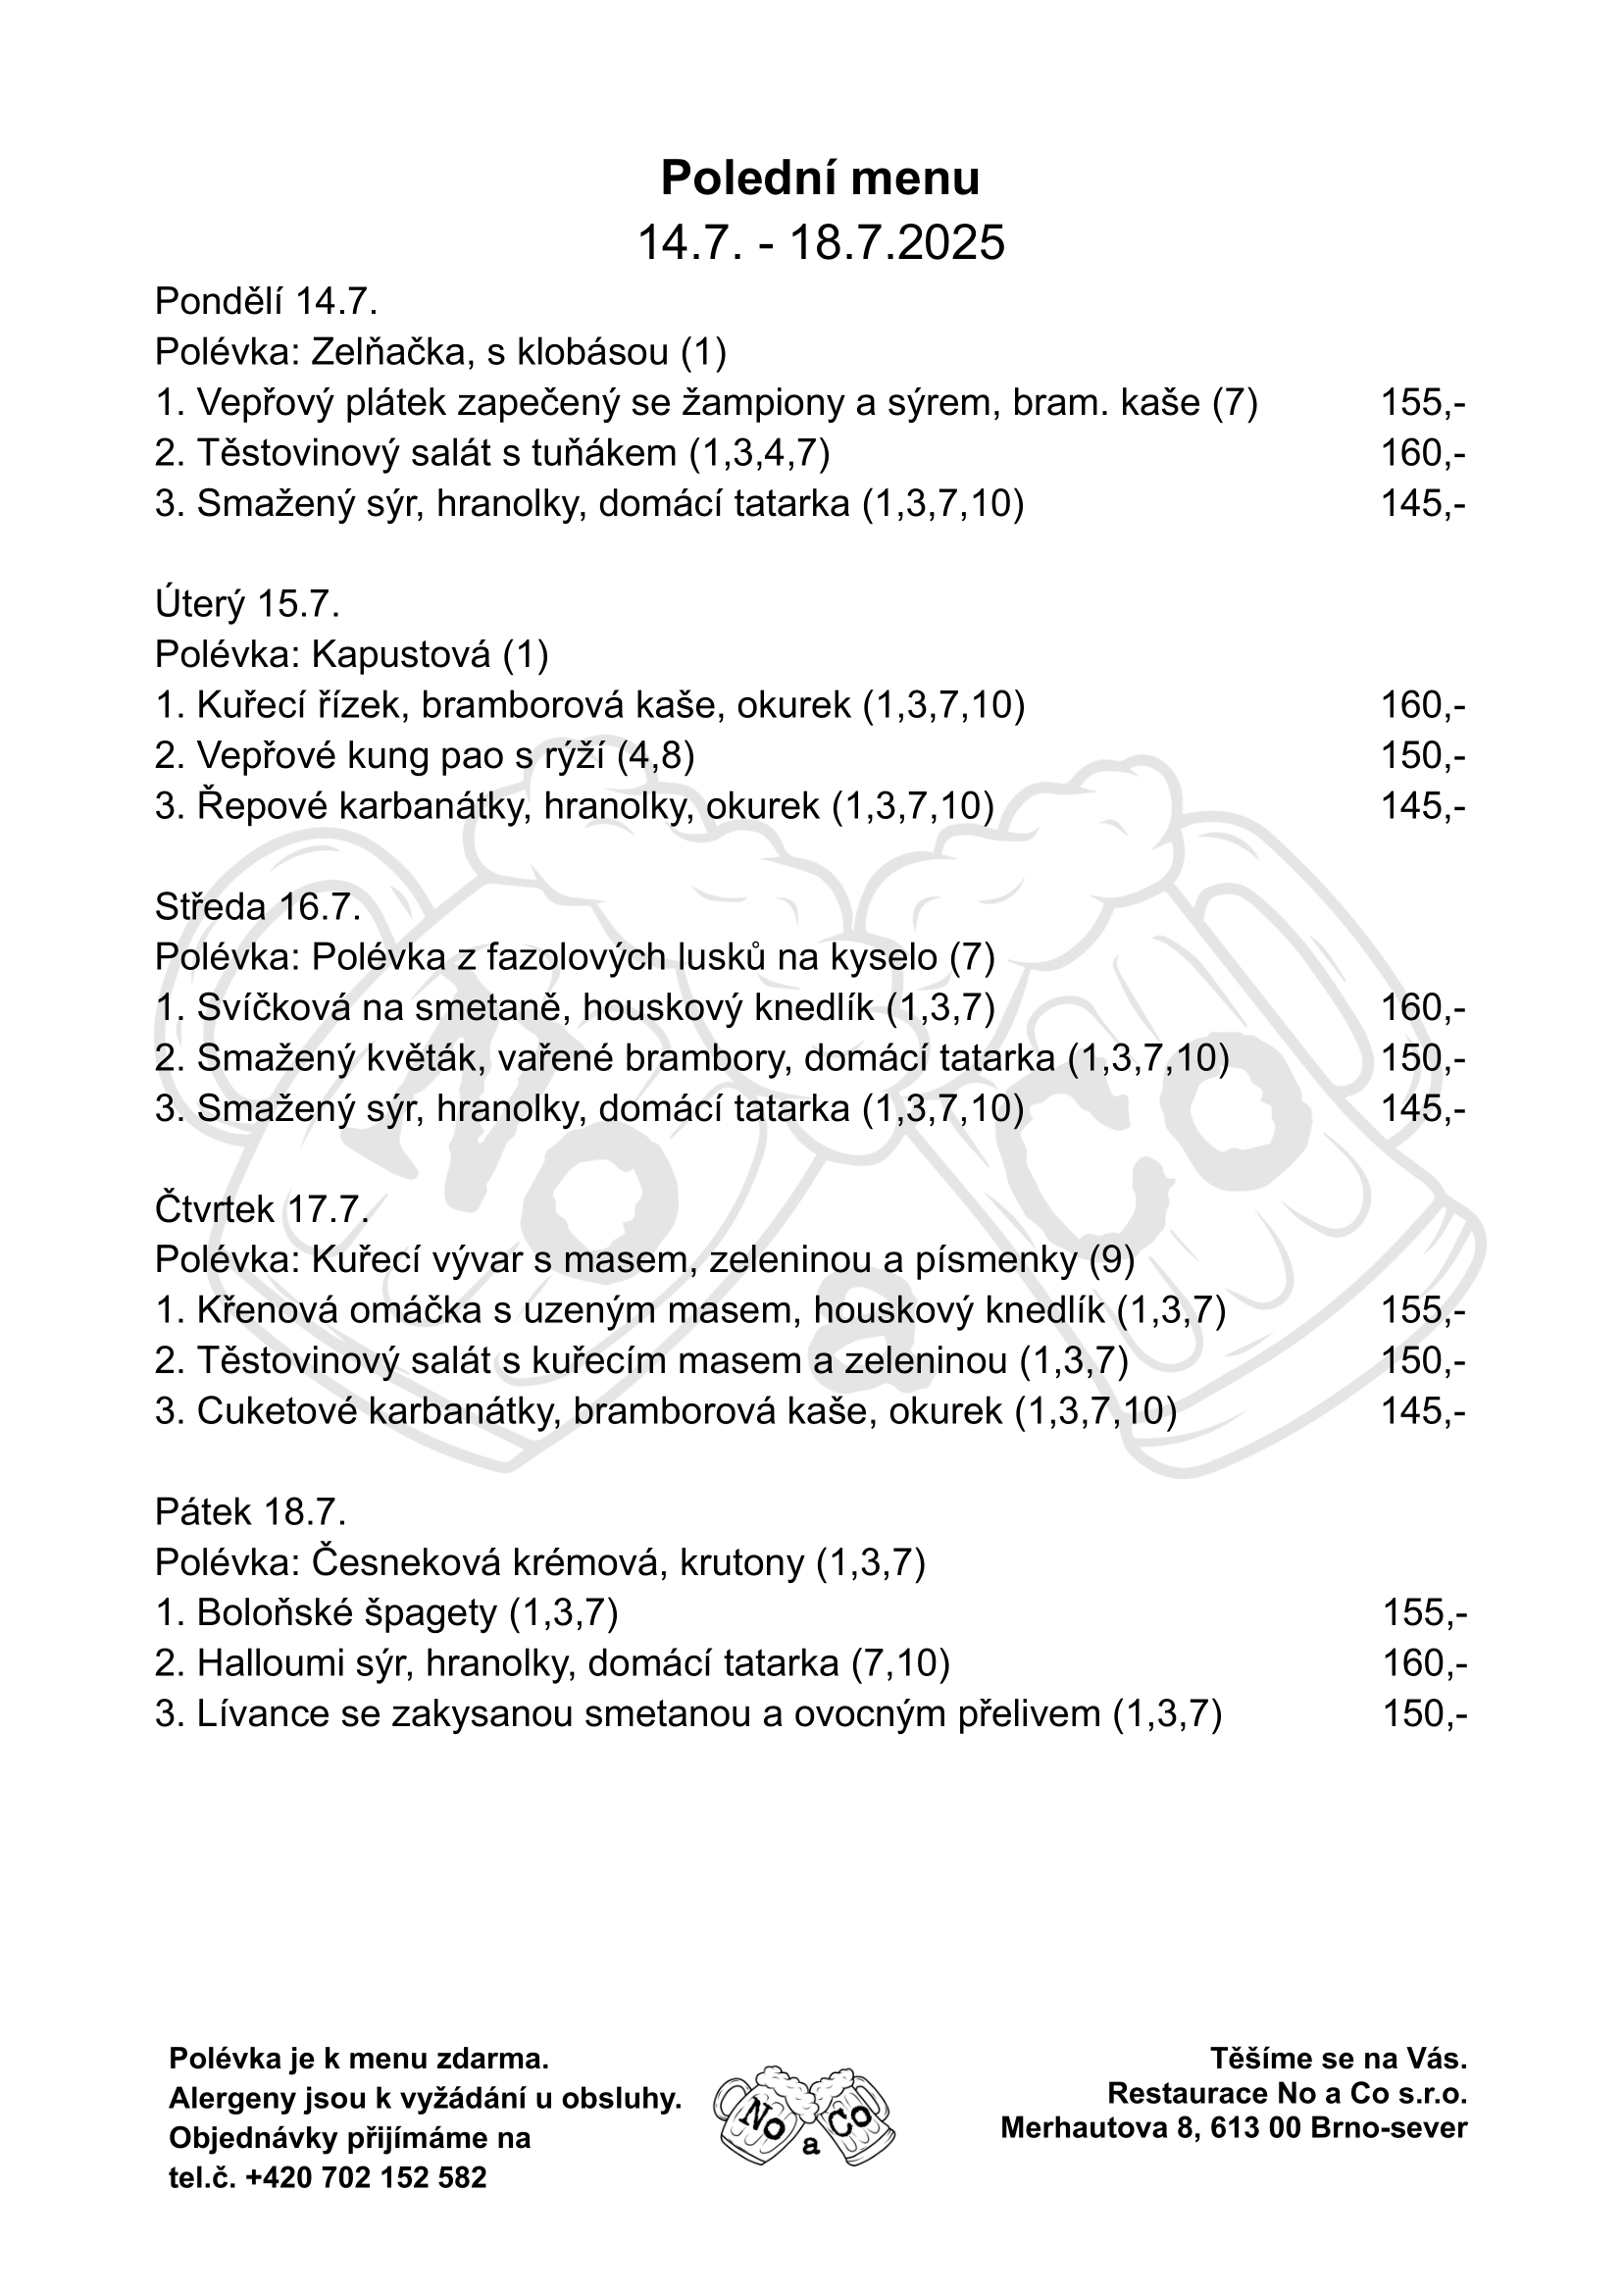 Polední menu
14.7. - 18.7.2025
Pondělí 14.7.
Polévka: Zelňačka, s klobásou (1)
1. Vepřový plátek zapečený se žampiony a sýrem, bram. kaše (7) 155,-
2. Těstovinový salát s tuňákem (1,3,4,7) 160,-
3. Smažený sýr, hranolky, domácí tatarka (1,3,7,10) 145,-
Úterý 15.7.
Polévka: Kapustová (1)
1. Kuřecí řízek, bramborová kaše, okurek (1,3,7,10) 160,-
2. Vepřové kung pao s rýží (4,8) 150,-
3. Řepové karbanátky, hranolky, okurek (1,3,7,10) 145,-
Středa 16.7.
Polévka: Polévka z fazolových lusků na kyselo (7)
1. Svíčková na smetaně, houskový knedlík (1,3,7) 160,-
2. Smažený květák, vařené brambory, domácí tatarka (1,3,7,10) 150,-
3. Smažený sýr, hranolky, domácí tatarka (1,3,7,10) 145,-
Čtvrtek 17.7.
Polévka: Kuřecí vývar s masem, zeleninou a písmenky (9)
1. Křenová omáčka s uzeným masem, houskový knedlík (1,3,7) 155,-
2. Těstovinový salát s kuřecím masem a zeleninou (1,3,7) 150,-
3. Cuketové karbanátky, bramborová kaše, okurek (1,3,7,10) 145,-
Pátek 18.7.
Polévka: Česneková krémová, krutony (1,3,7)
1. Boloňské špagety (1,3,7) 155,-
2. Halloumi sýr, hranolky, domácí tatarka (7,10) 160,-
3. Lívance se zakysanou smetanou a ovocným přelivem (1,3,7) 150,-
No a Co
Polévka je k menu zdarma.
Alergeny jsou k vyžádání u obsluhy.
Objednávky přijímáme na
tel.č. +420 702 152 582
No a Co
Těšíme se na Vás.
Restaurace No a Co s.r.o.
Merhautova 8, 613 00 Brno-sever